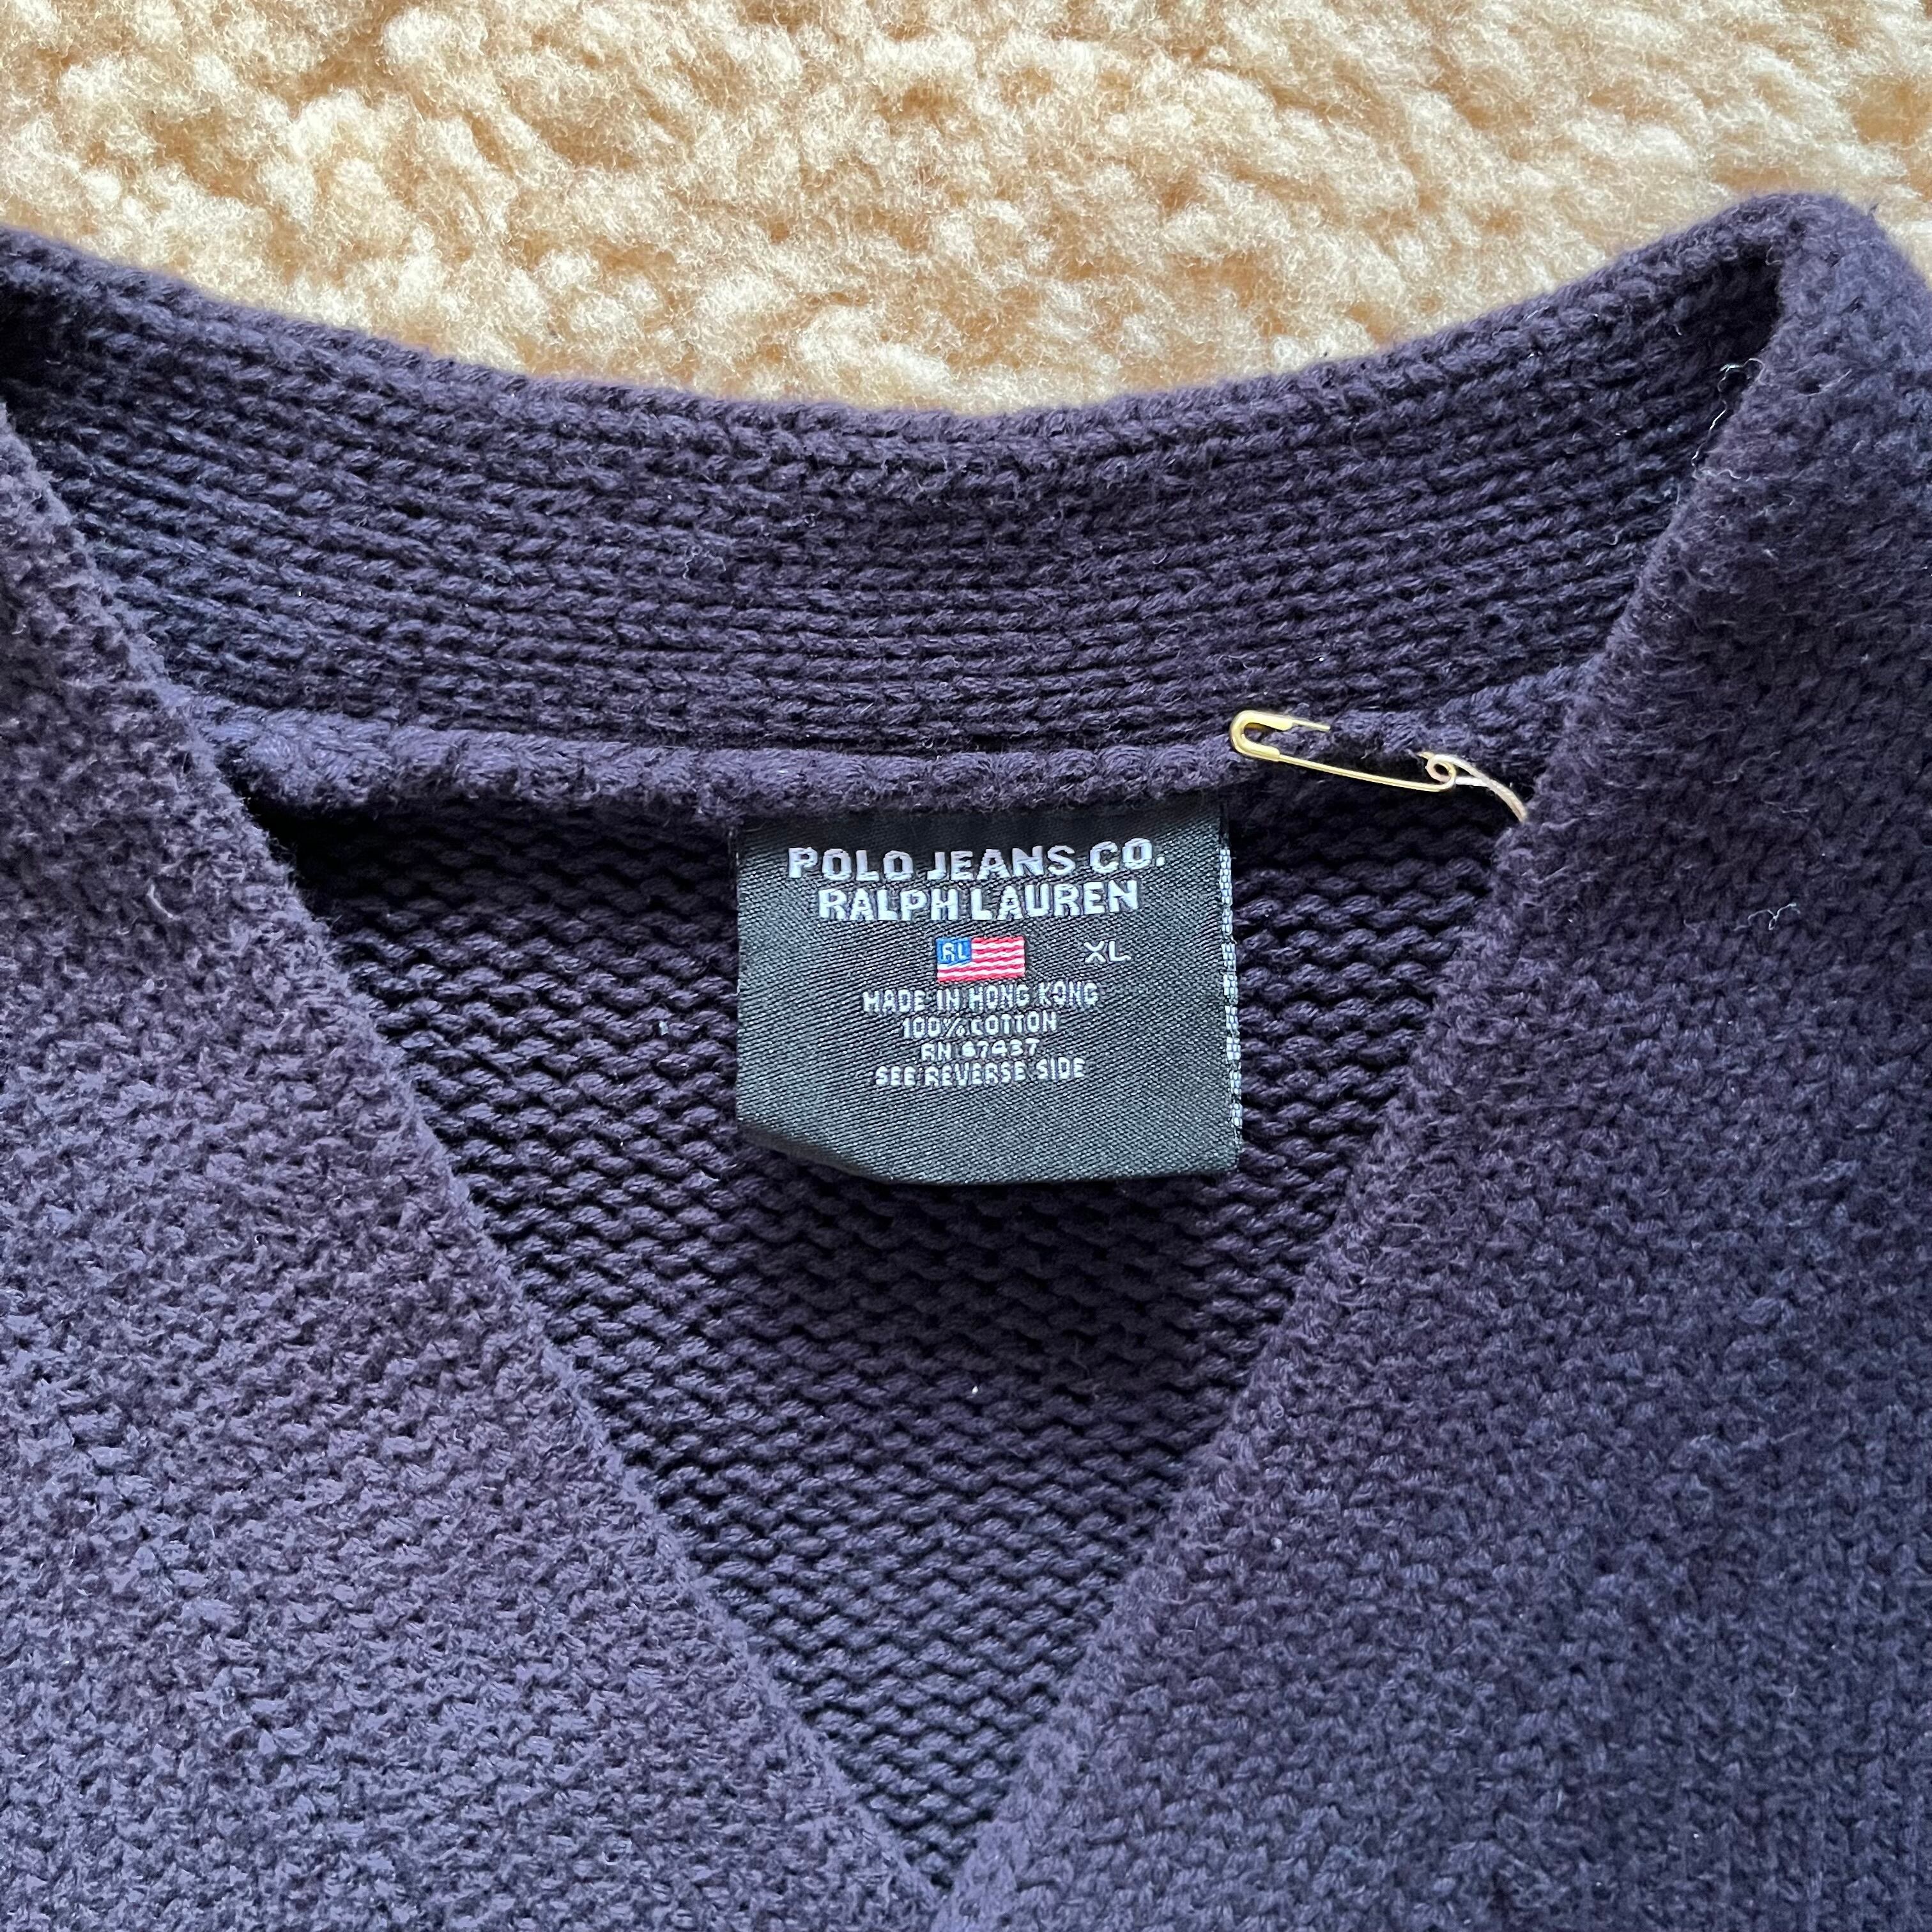 POLO JEANS CO.
RALPH LAUREN
RL XL
MADE IN HONG KONG
100% COTTON
RN 67437
SEE REVERSE SIDE